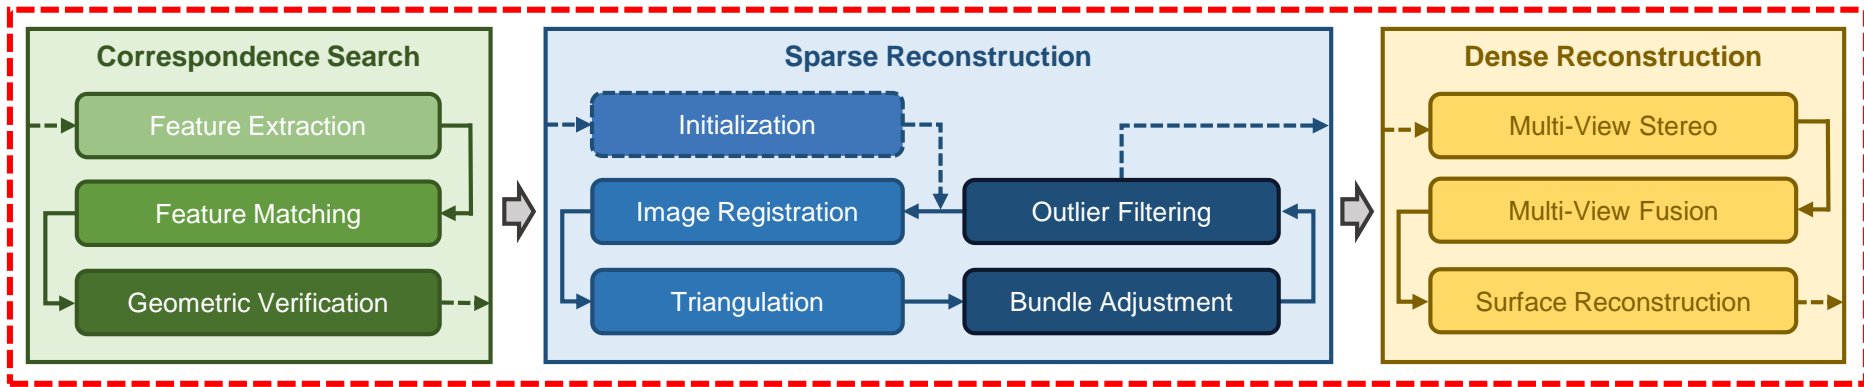 Correspondence Search
Feature Extraction
Feature Matching
Geometric Verification
Sparse Reconstruction
Initialization
Image Registration
Outlier Filtering
Triangulation
Bundle Adjustment
Dense Reconstruction
Multi-View Stereo
Multi-View Fusion
Surface Reconstruction